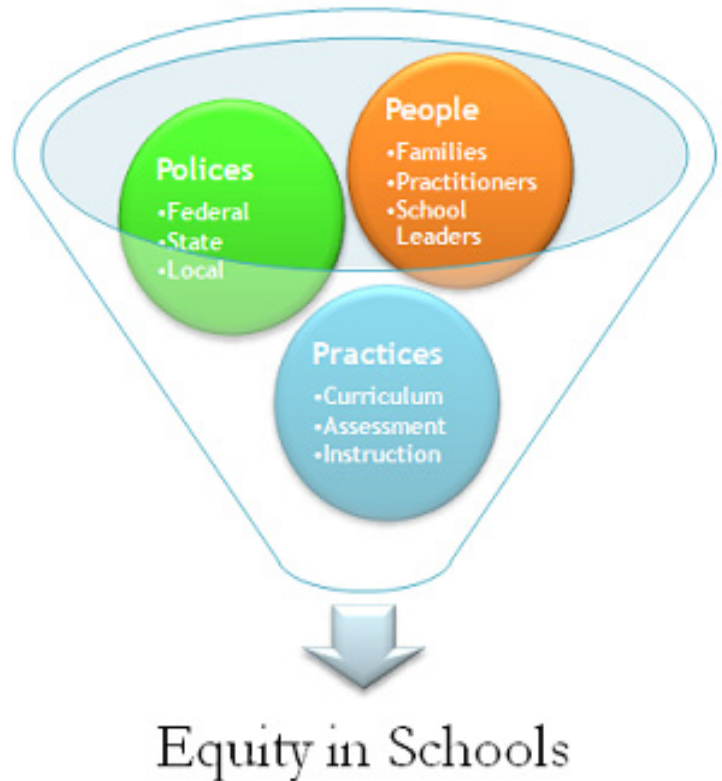 Polices
•Federal
•State
•Local
People
•Families
•Practitioners
•School
Leaders
Practices
•Curriculum
•Assessment
•Instruction
Equity in Schools